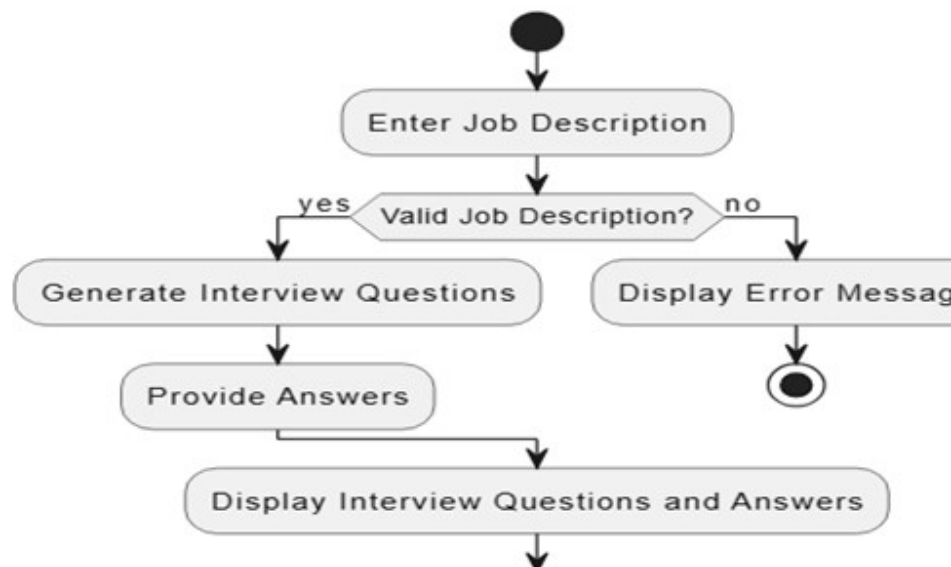 Enter Job Description
yes
Valid Job Description?
no
Generate Interview Questions
Display Error Messag
Provide Answers
Display Interview Questions and Answers